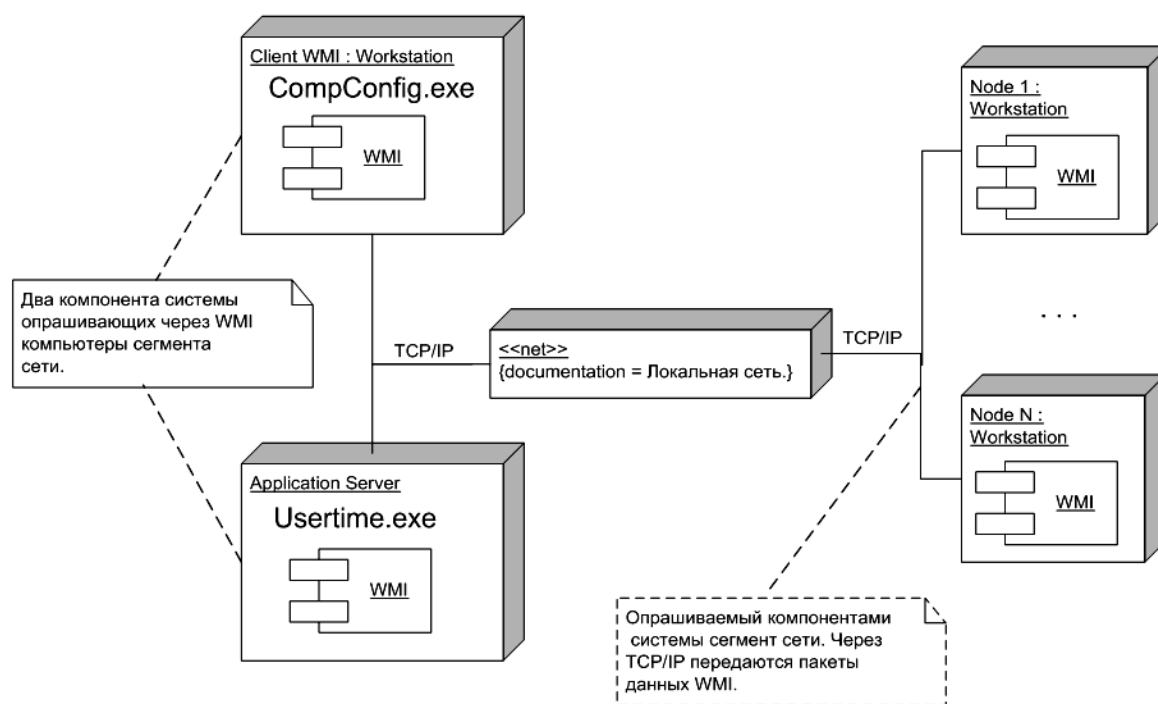 Client WMI : Workstation
CompConfig.exe
WMI
Node 1 :
Workstation
WMI
Два компонента системы
опрашивающих через WMI
компьютеры сегмента
сети.
TCP/IP
<<net>>
{documentation = Локальная сеть.}
TCP/IP
. . .
Application Server
Usertime.exe
WMI
Node N :
Workstation
WMI
Опрашиваемый компонентами
системы сегмент сети. Через
TCP/IP передаются пакеты
данных WMI.